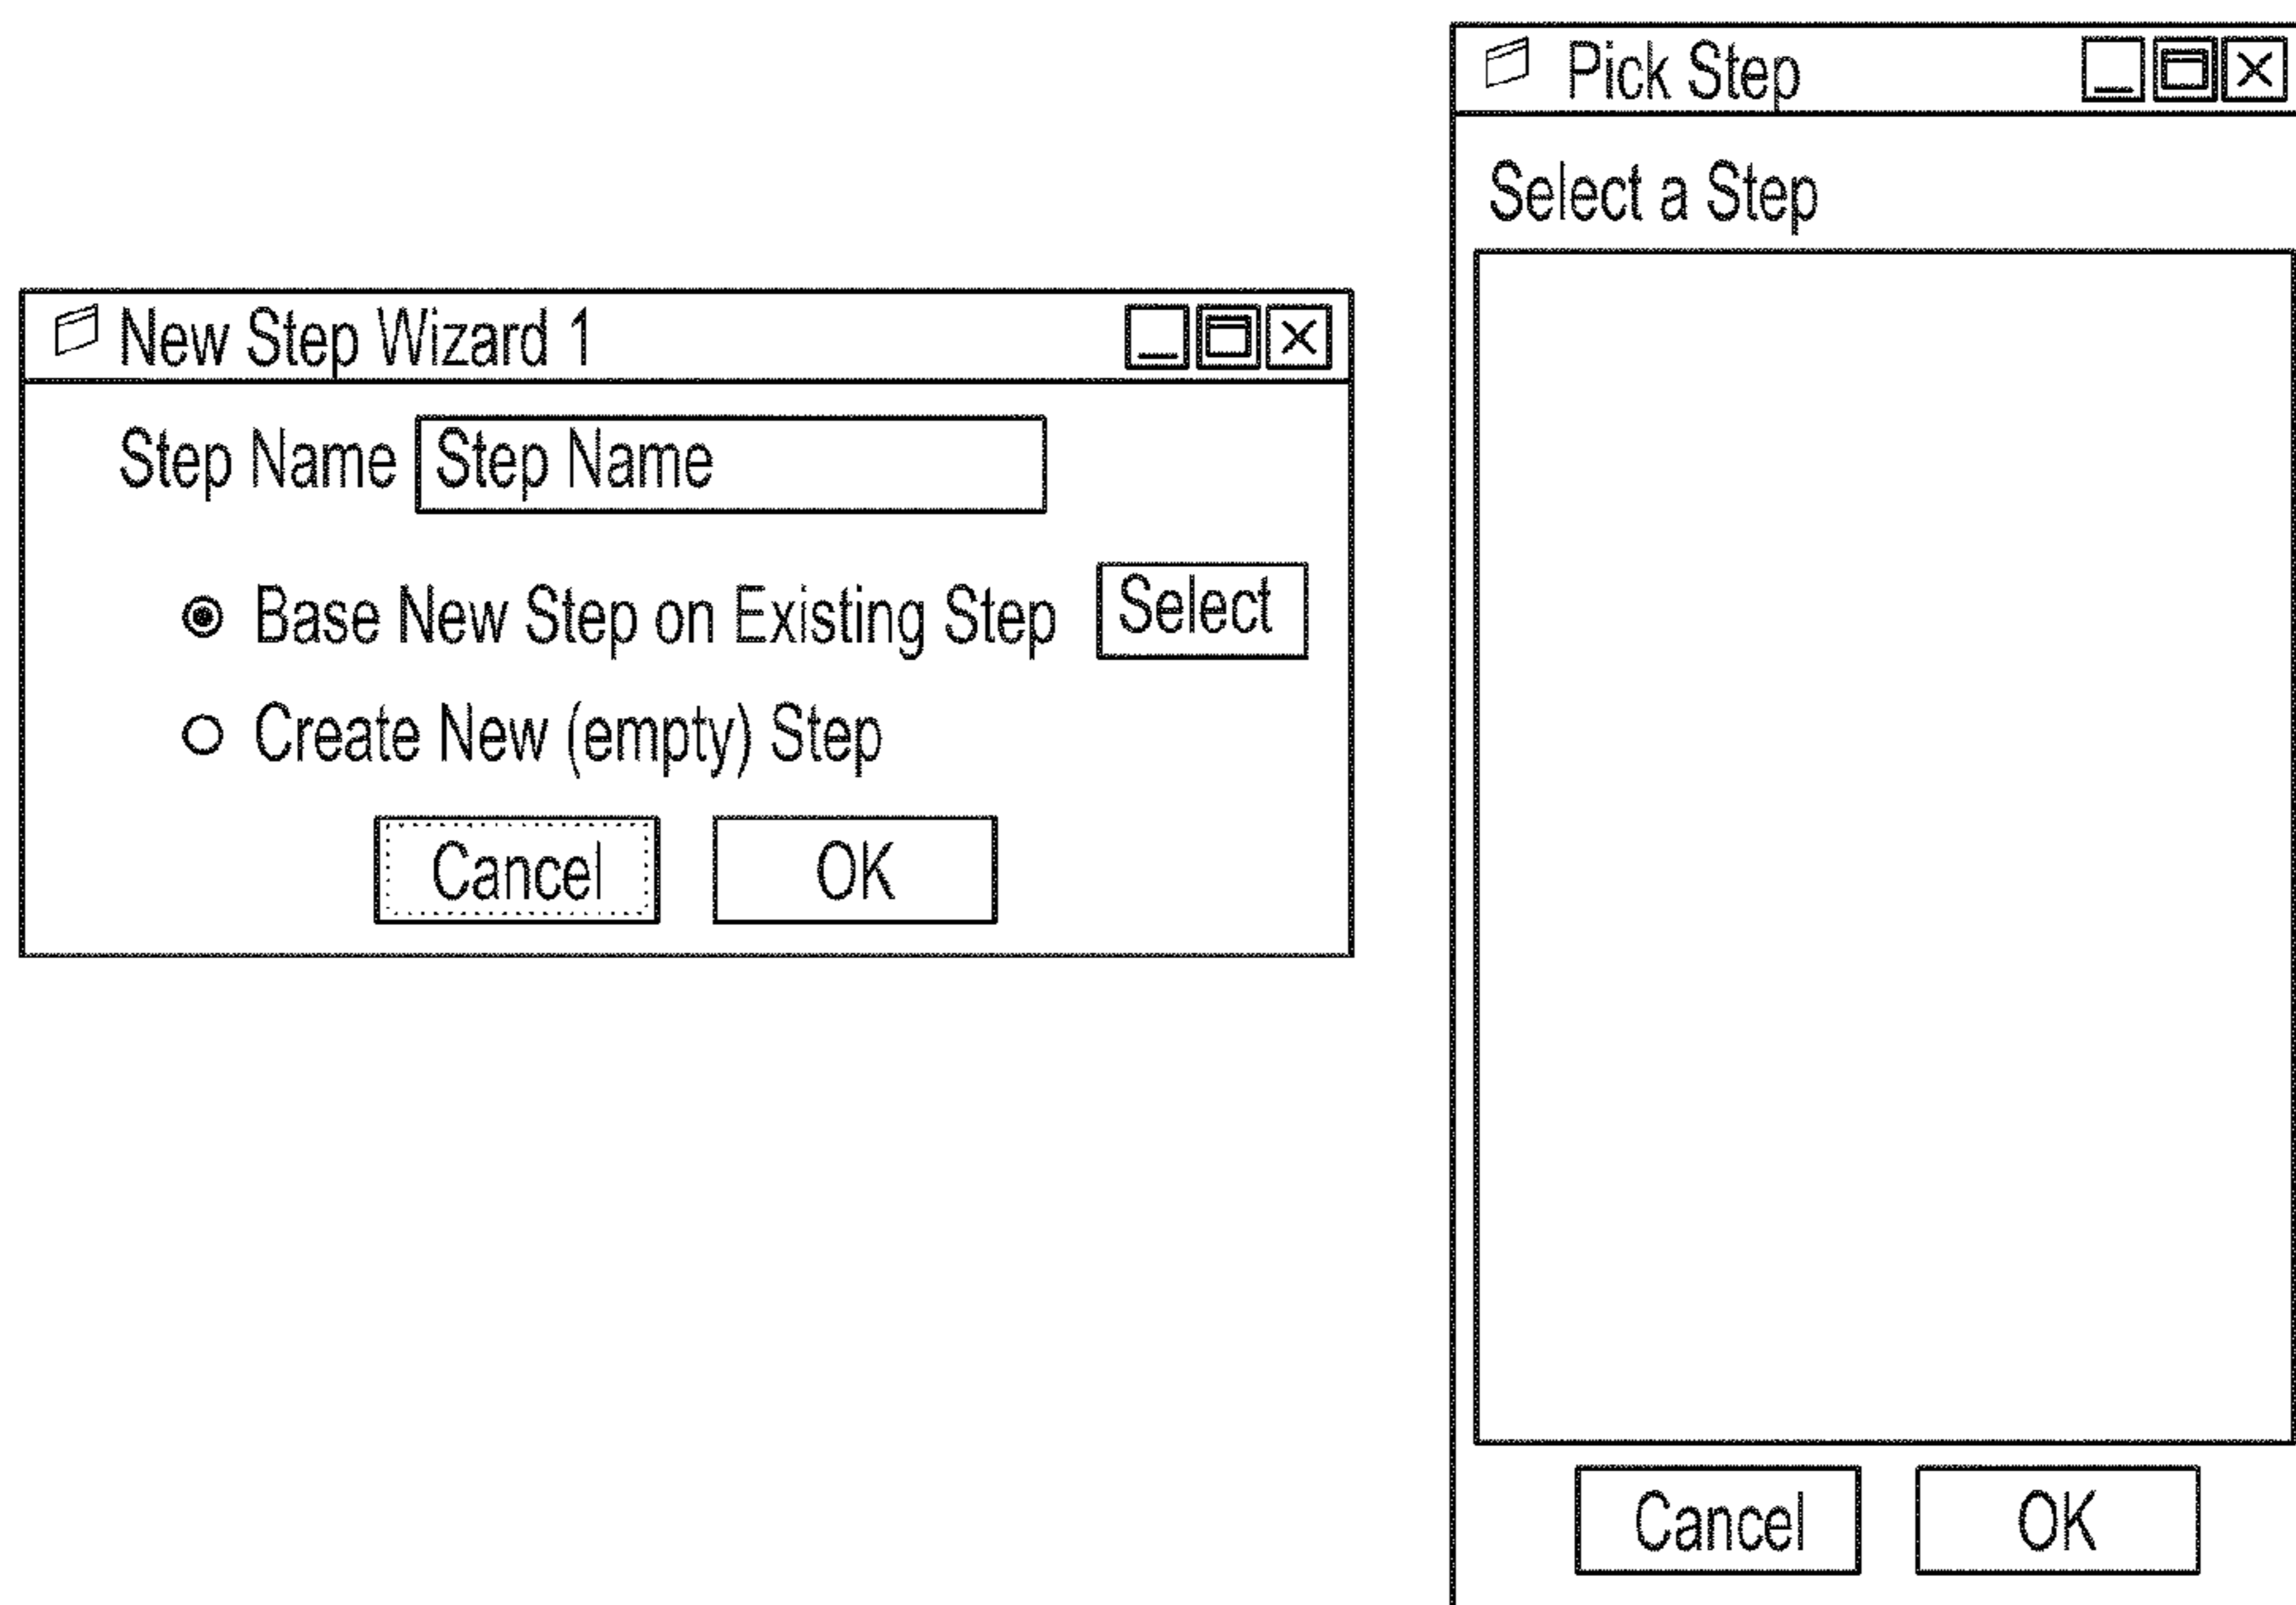 New Step Wizard 1
Step Name Step Name
Base New Step on Existing Step Select
Create New (empty) Step
Cancel OK
Pick Step
Select a Step
Cancel OK